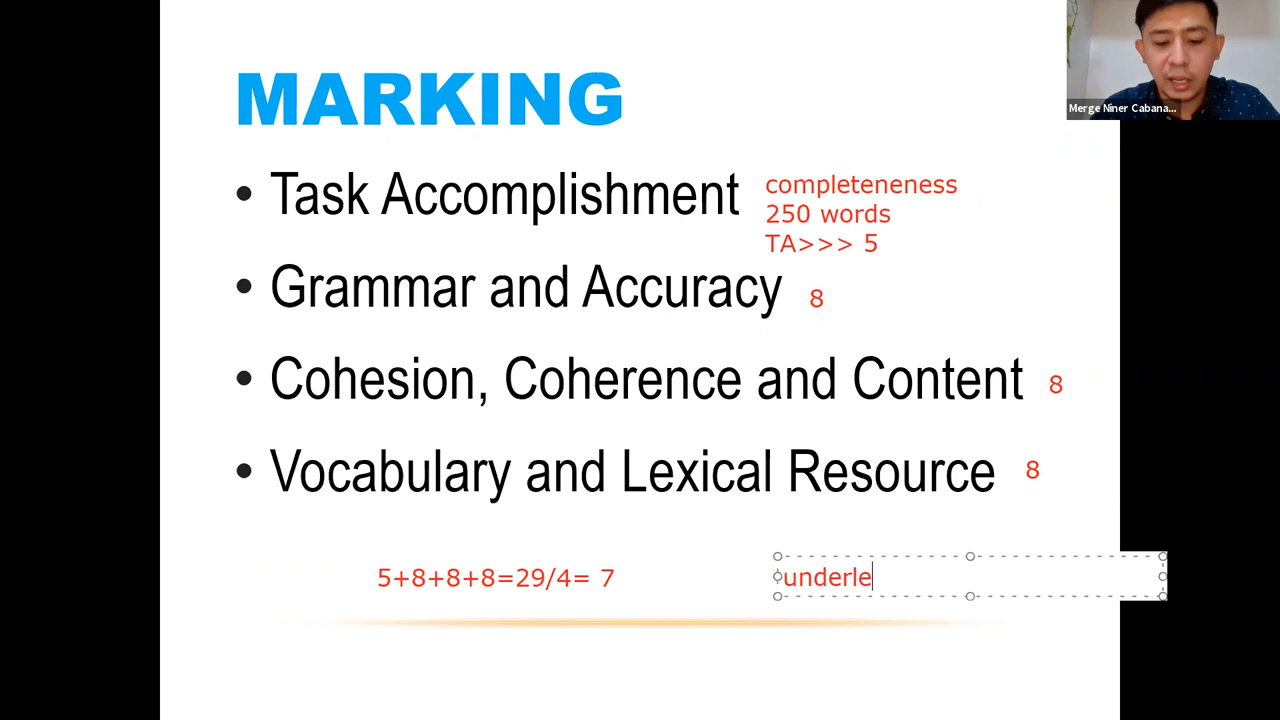 MARKING
Merge Niner Cabana...
• Task Accomplishment
completeneness
250 words
TA>>> 5
• Grammar and Accuracy 8
• Cohesion, Coherence and Content 8
• Vocabulary and Lexical Resource 8
5+8+8+8=29/4= 7
underle